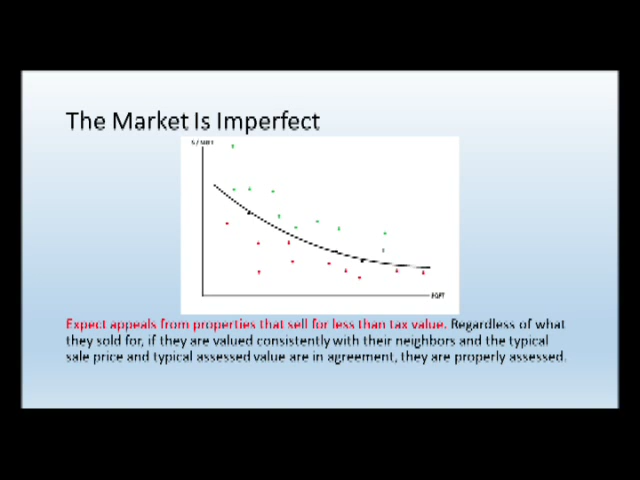 The Market Is Imperfect
SQFT
Expect appeals from properties that sell for less than tax value. Regardless of what
they sold for, if they are valued consistently with their neighbors and the typical
sale price and typical assessed value are in agreement, they are properly assessed.